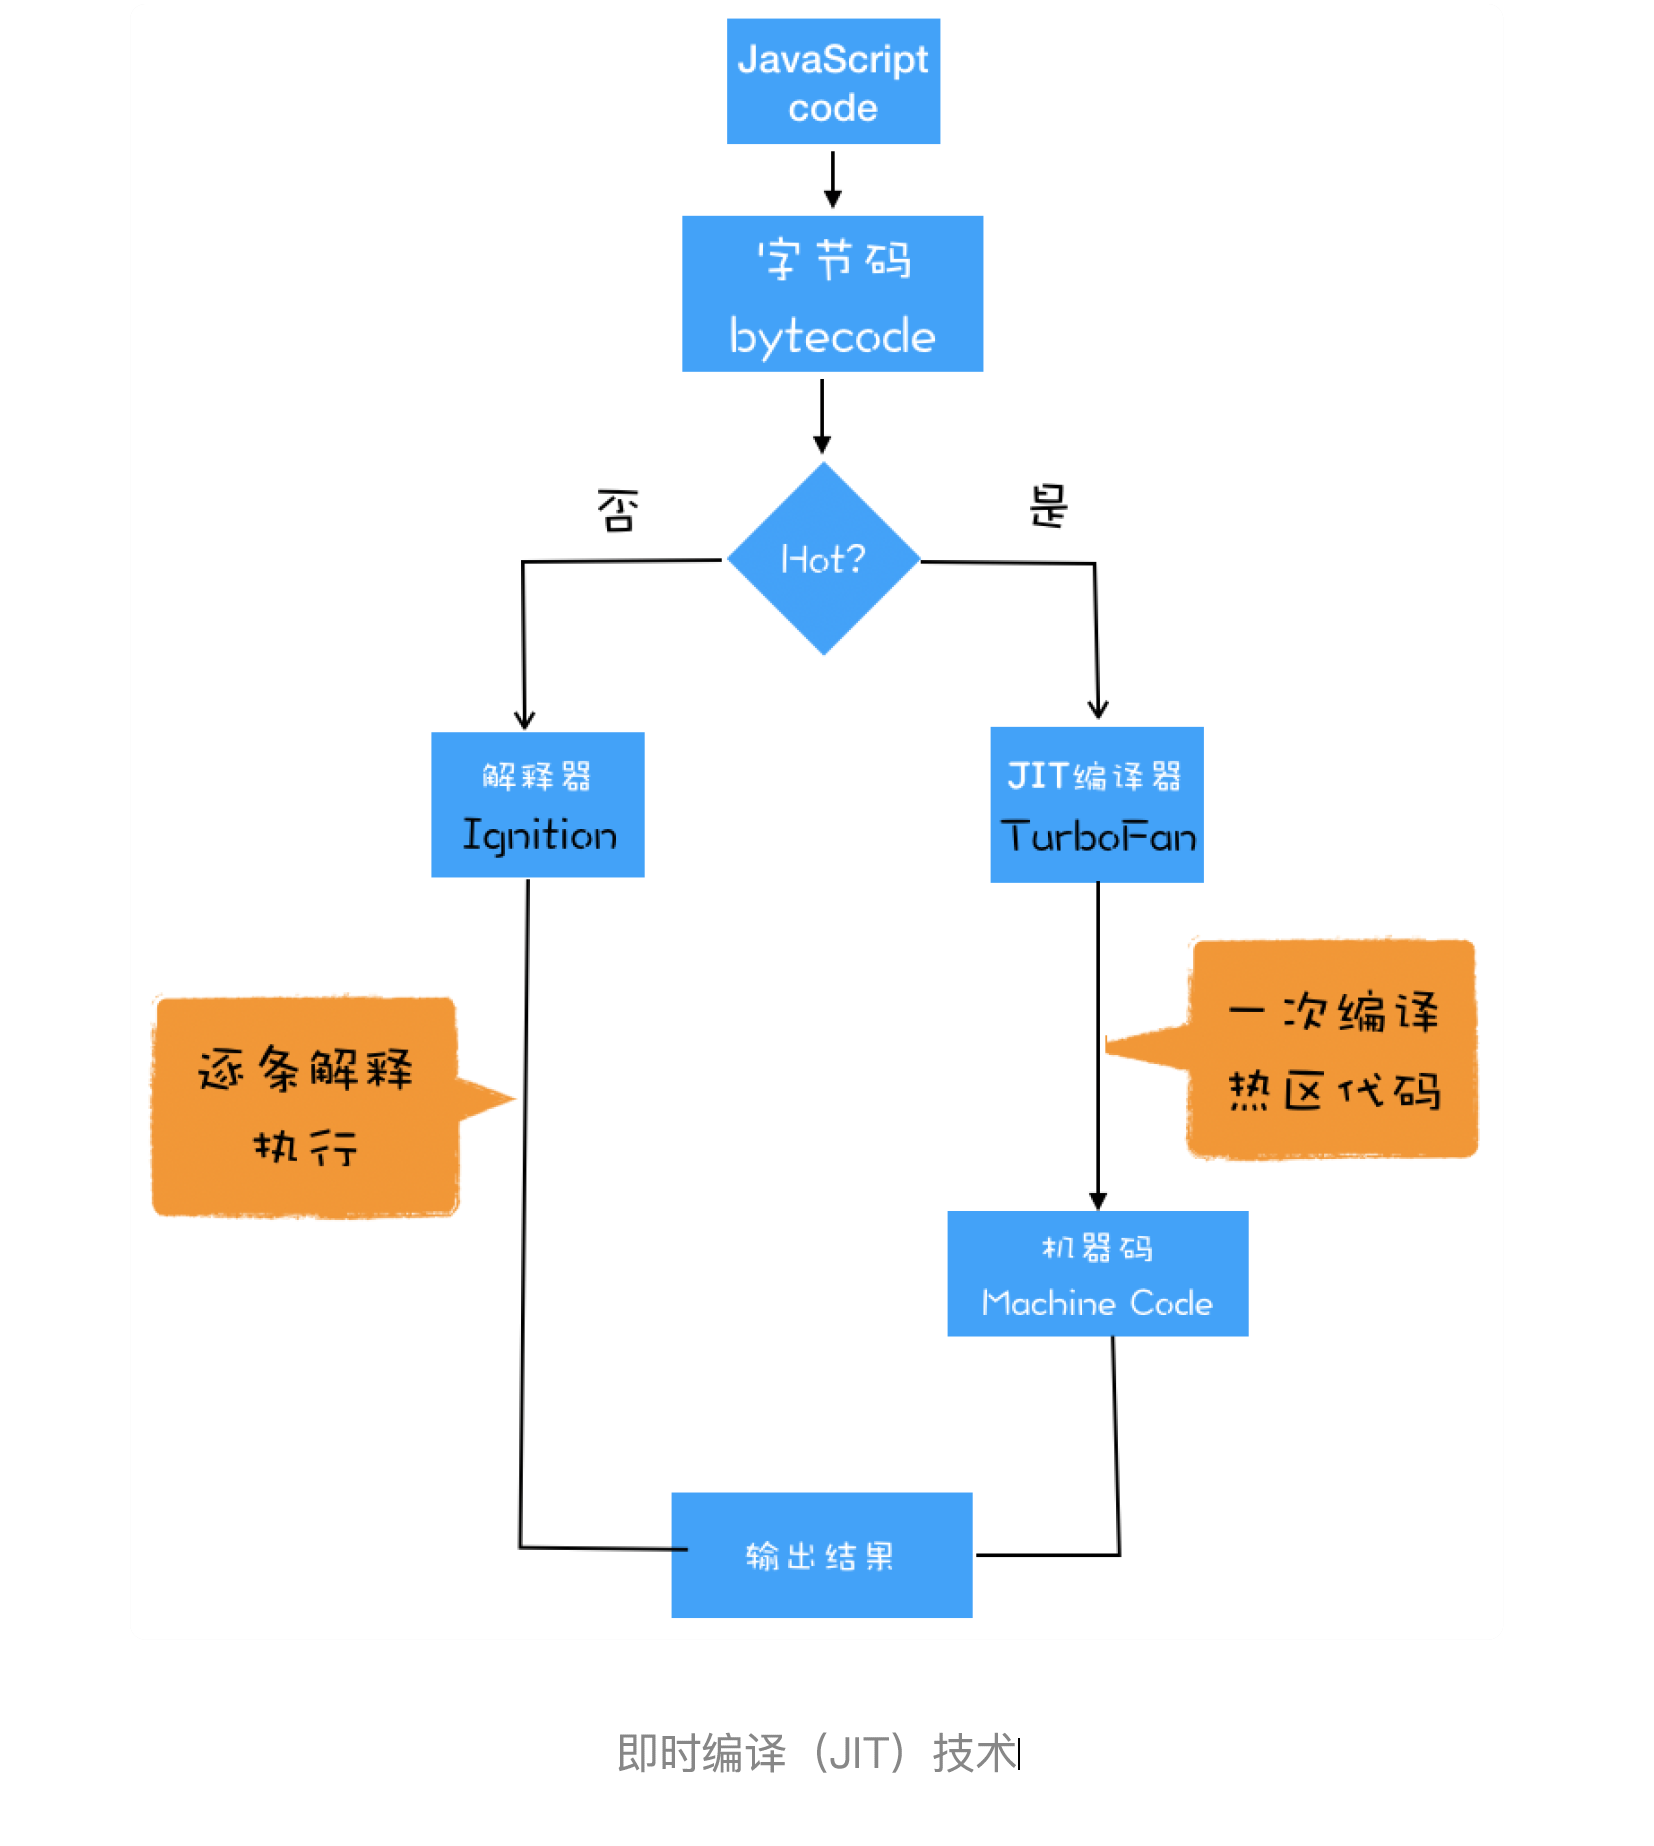 JavaScript
code
字节码
bytecode
否
是
Hot?
解释器
Ignition
JIT编译器
TurboFan
逐条解释
执行
一次编译
热区代码
机器码
Machine Code
输出结果
即时编译（JIT）技术